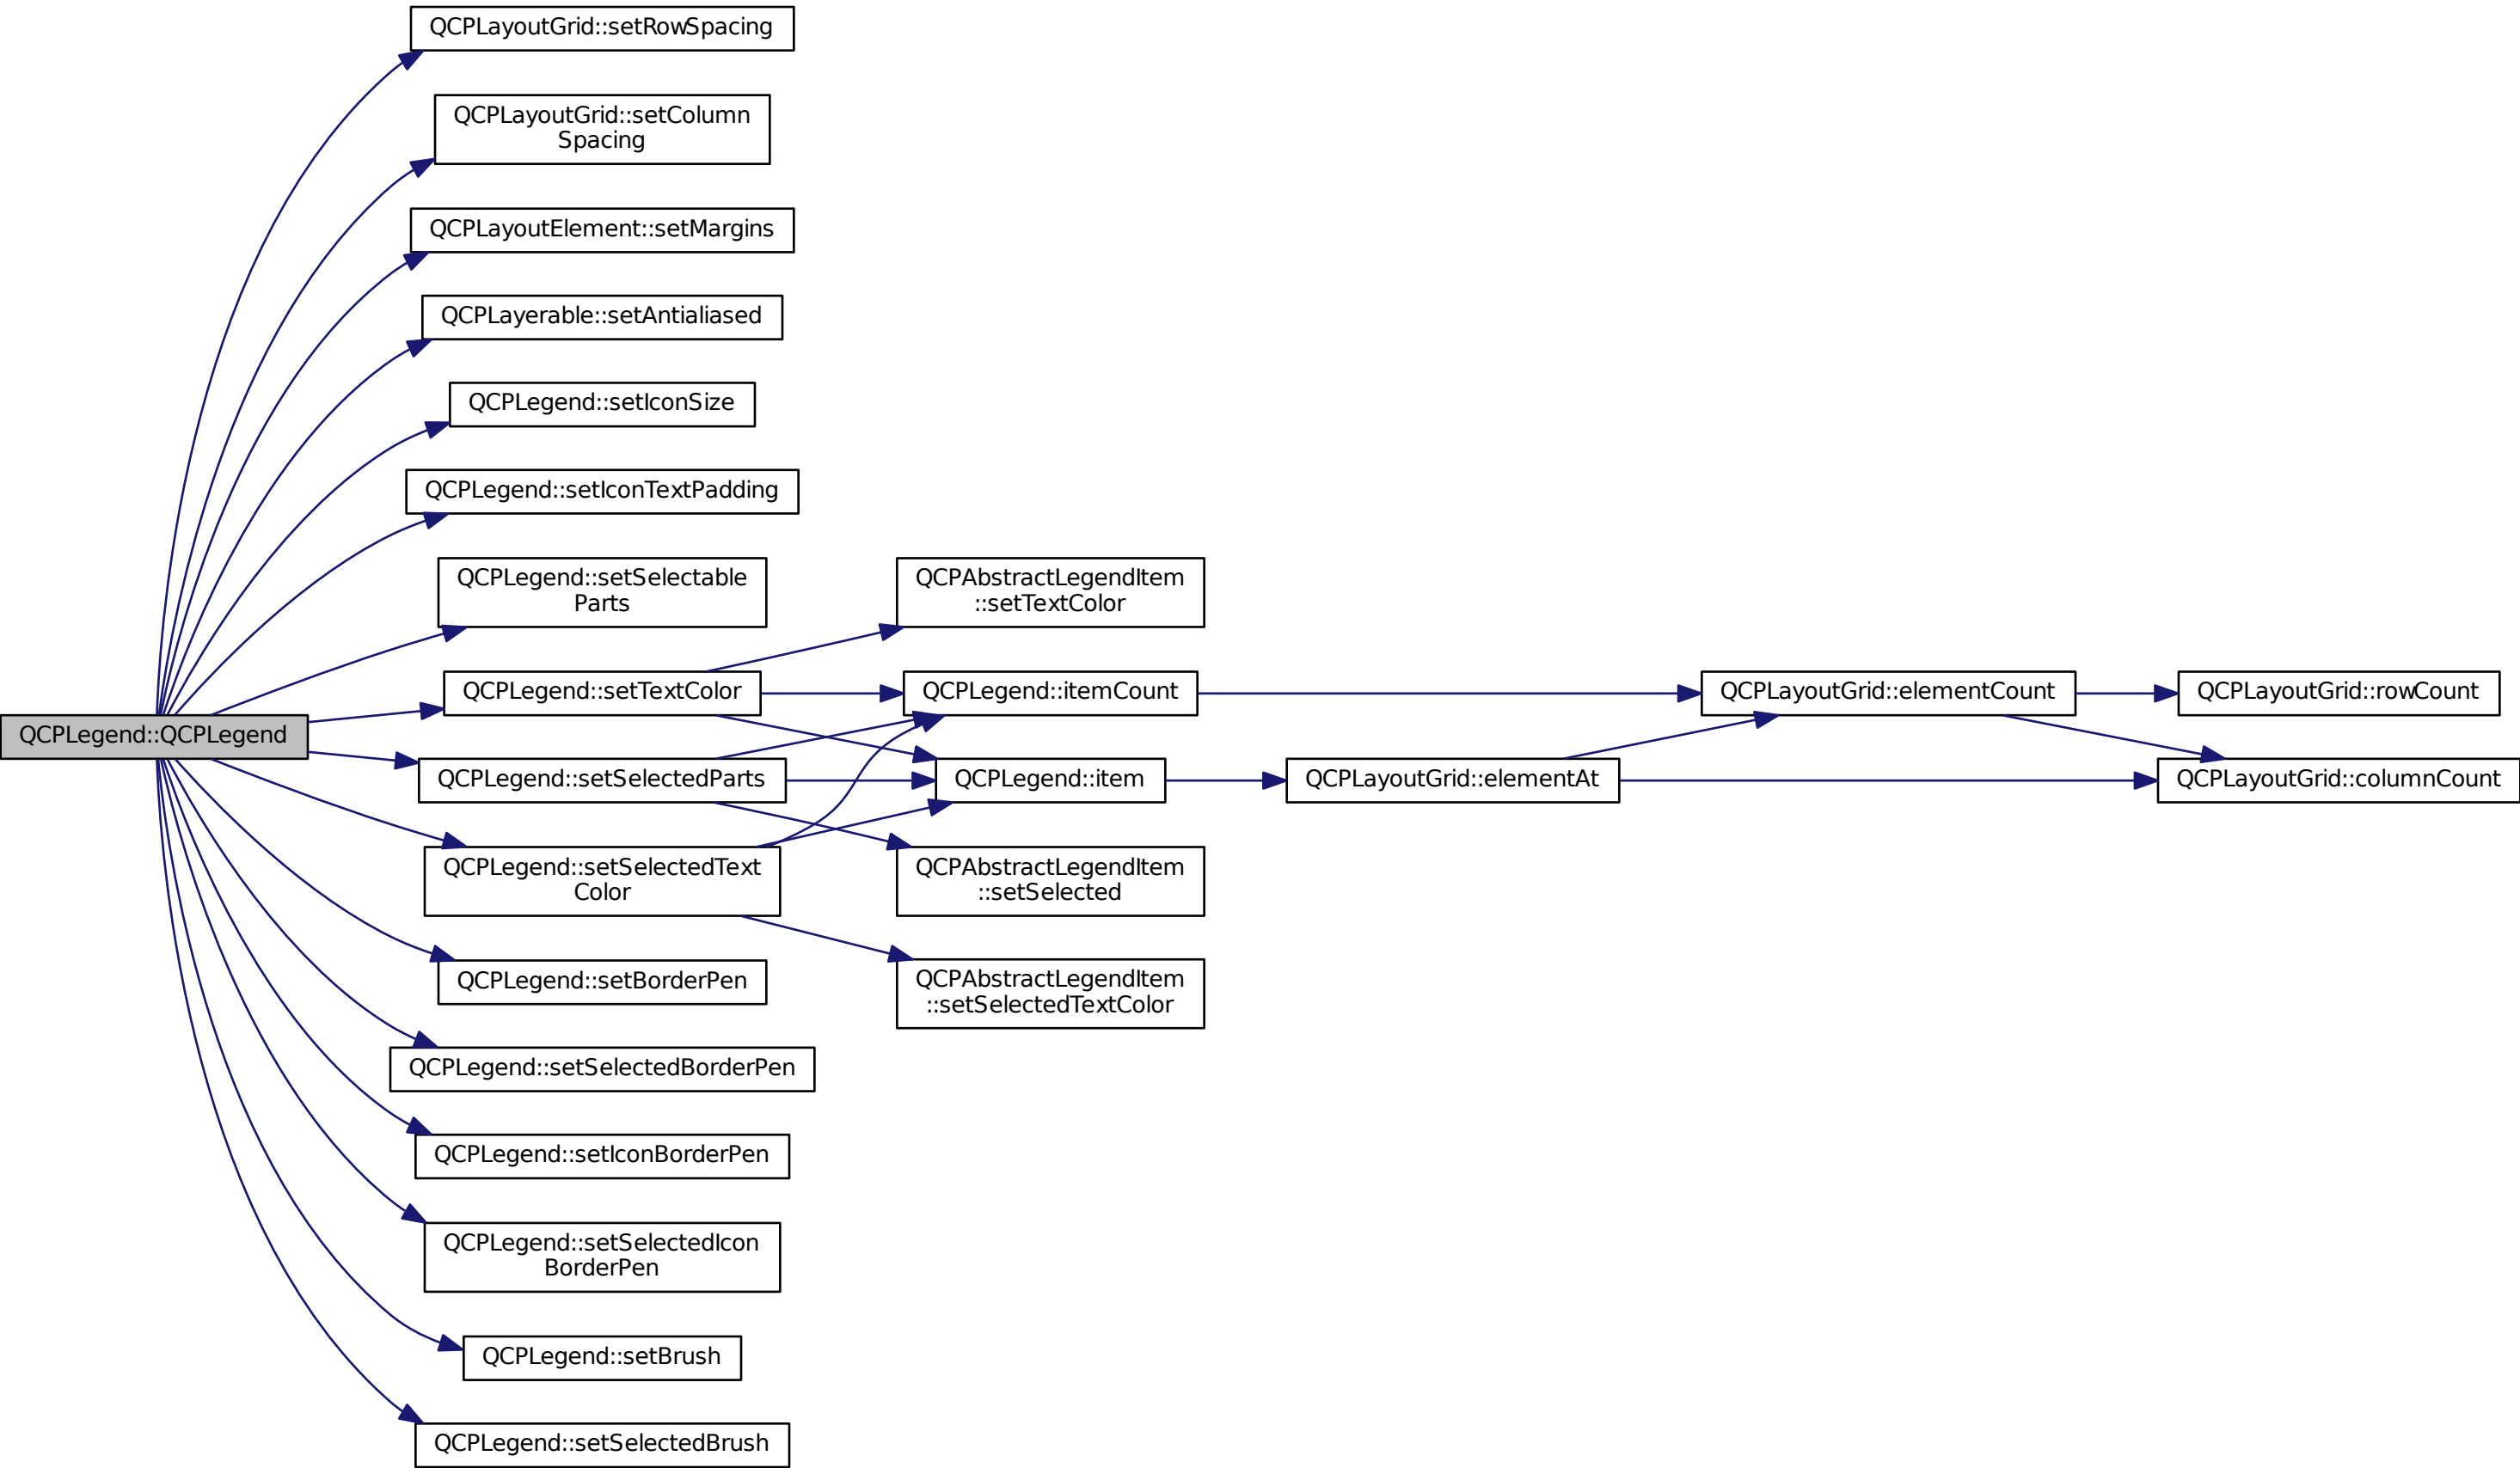 QCPLayoutGrid::setRowSpacing
QCPLayoutGrid::setColumn
Spacing
QCPLayoutElement::setMargins
QCPLayerable::setAntialiased
QCPLegend::setIconSize
QCPLegend::setIconTextPadding
QCPLegend::setSelectable
Parts
QCPLegend::setTextColor
QCPLegend::QCPLegend
QCPLegend::setSelectedParts
QCPLegend::setSelectedText
Color
QCPLegend::setBorderPen
QCPLegend::setSelectedBorderPen
QCPLegend::setIconBorderPen
QCPLegend::setSelectedIcon
BorderPen
QCPLegend::setBrush
QCPLegend::setSelectedBrush
QCPAbstractLegendItem
::setTextColor
QCPLegend::itemCount
QCPLegend::item
QCPAbstractLegendItem
::setSelected
QCPAbstractLegendItem
::setSelectedTextColor
QCPLayoutGrid::elementAt
QCPLayoutGrid::elementCount
QCPLayoutGrid::rowCount
QCPLayoutGrid::columnCount